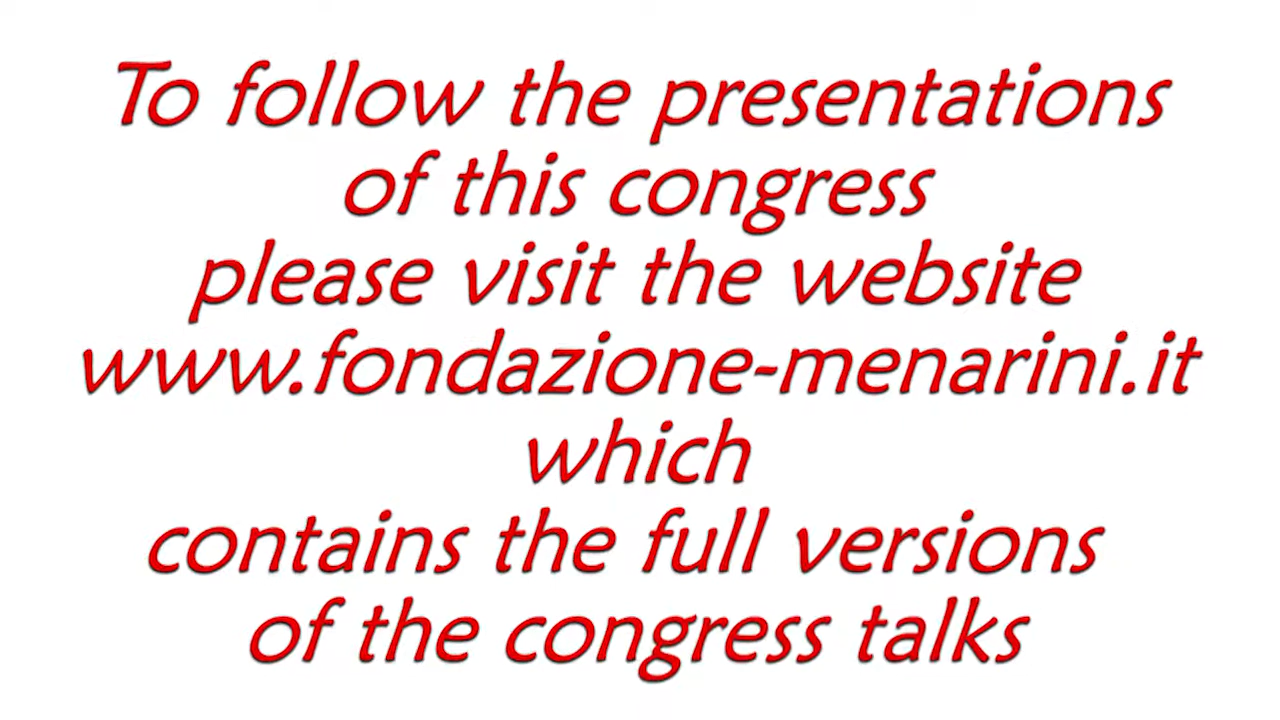 To follow the presentations
of this congress
please visit the website
www.fondazione-menarini.it
which
contains the full versions
of the congress talks